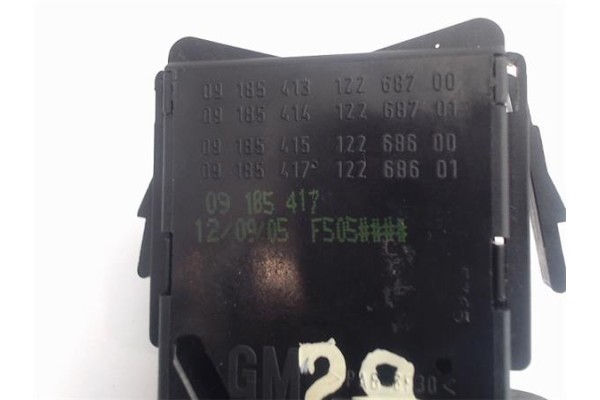 09 185 413 122 687 00
09 185 414 122 687 01
09 185 415 122 686 00
09 185 417 122 686 01
09 185 417
12/09/05 F505####
GM 28